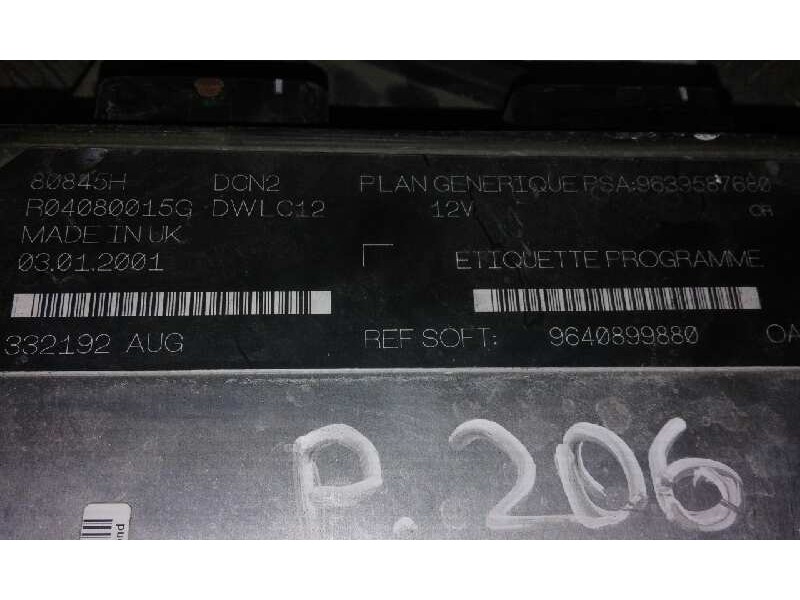 80845H DCN2 PLAN GENERIQUE PSA:9639587680
R04080015G DWLC12 12V OR
MADE IN UK
03.01.2001 ETIQUETTE PROGRAMME
332192 AUG REF SOFT: 9640899880 OA
P. 206